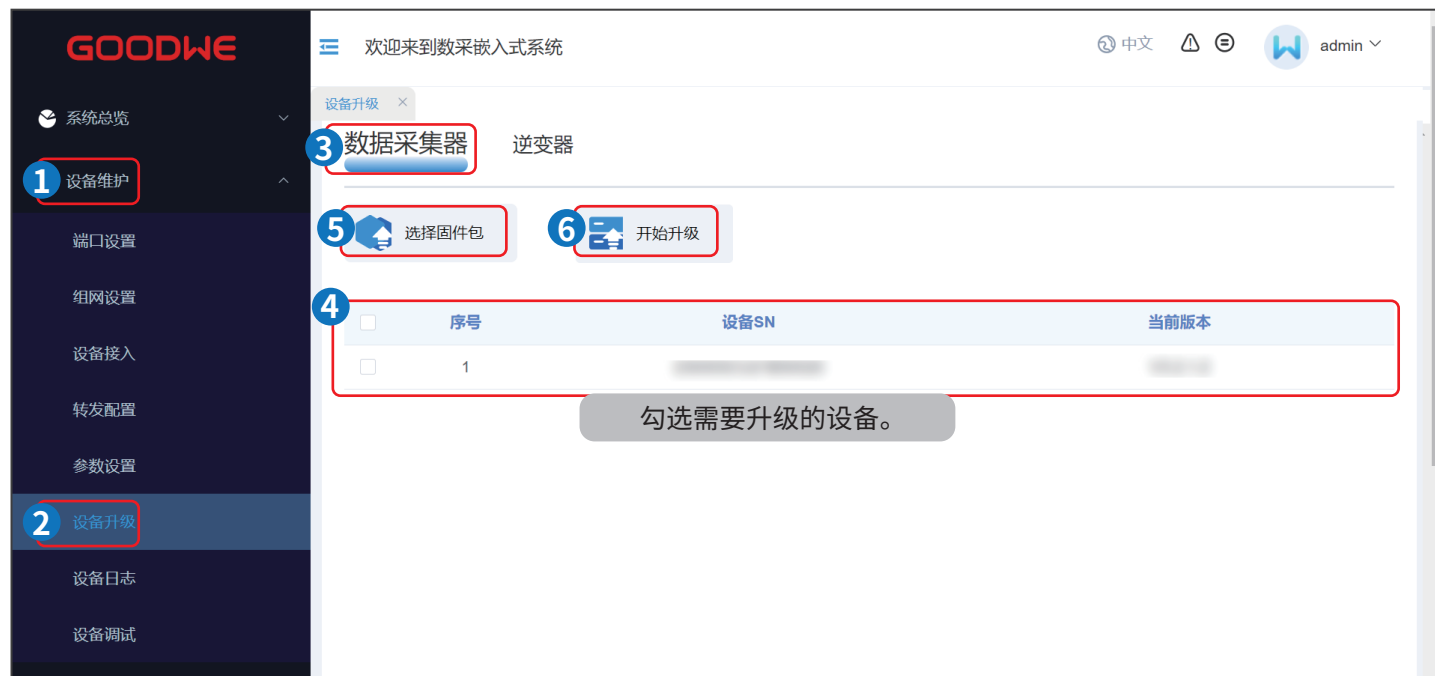 GOODWE
欢迎来到数采嵌入式系统
中文
admin
系统总览
1 设备维护
端口设置
组网设置
设备接入
转发配置
参数设置
2 设备升级
设备日志
设备调试
设备升级 ×
3 数据采集器 逆变器
5 选择固件包 6 开始升级
4 序号 设备SN 当前版本
1
勾选需要升级的设备。